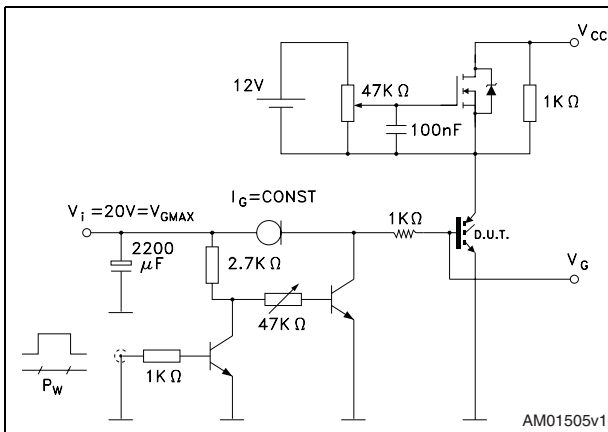 V CC
12V
47K Ω
1K Ω
100nF
I G =CONST
V i =20V=V GMAX
1K Ω
2200
μF
2.7K Ω
D.U.T.
V G
47K Ω
1K Ω
P W
AM01505v1